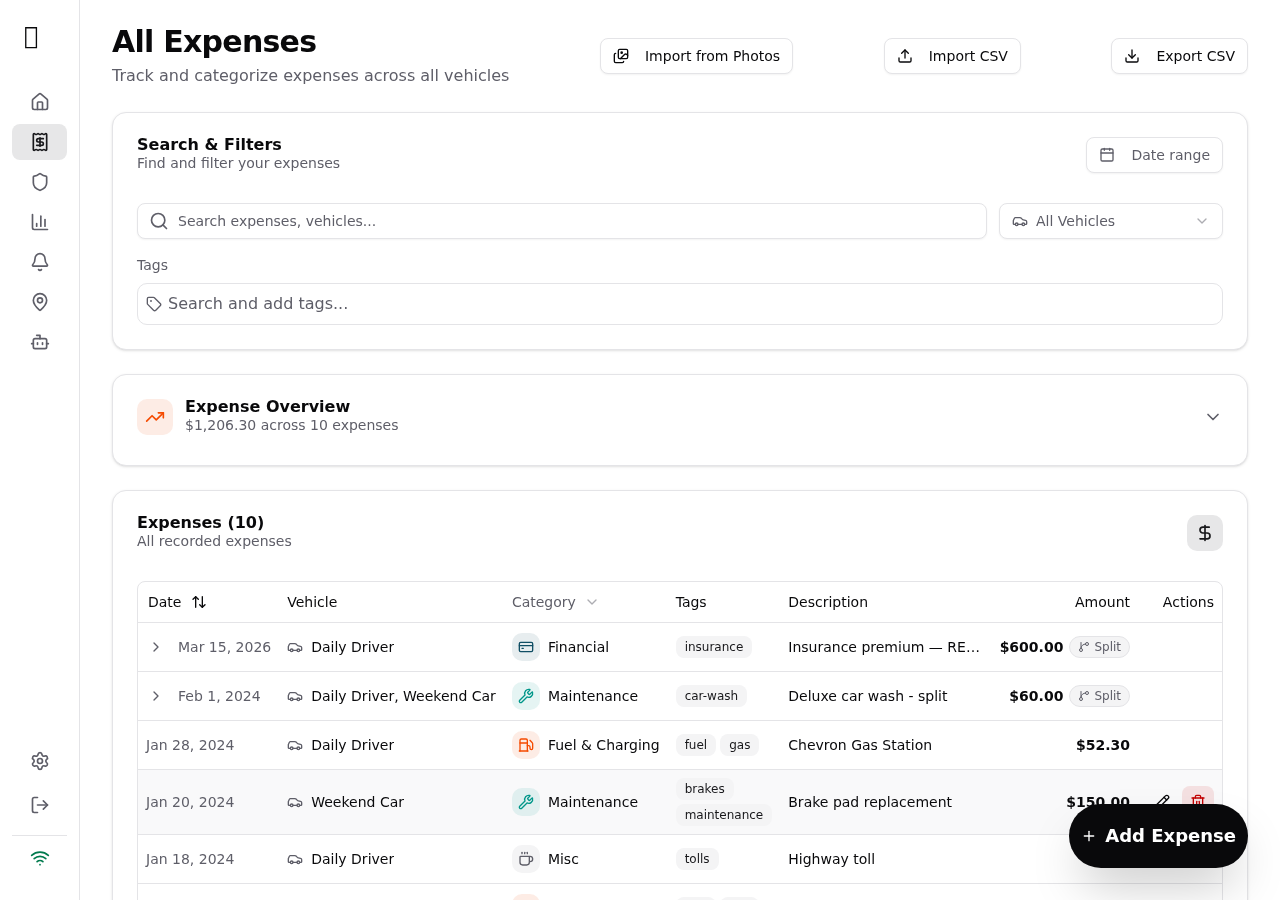 All Expenses
Track and categorize expenses across all vehicles
Import from Photos
Import CSV
Export CSV
Search & Filters
Find and filter your expenses
Date range
Search expenses, vehicles...
All Vehicles
Tags
Search and add tags...
Expense Overview
$1,206.30 across 10 expenses
Expenses (10)
All recorded expenses
Date Vehicle Category Tags Description Amount Actions
Mar 15, 2026 Daily Driver Financial insurance Insurance premium — RE... $600.00 Split
Feb 1, 2024 Daily Driver, Weekend Car Maintenance car-wash Deluxe car wash - split $60.00 Split
Jan 28, 2024 Daily Driver Fuel & Charging fuel gas Chevron Gas Station $52.30
Jan 20, 2024 Weekend Car Maintenance brakes maintenance Brake pad replacement $150.00
+ Add Expense
Jan 18, 2024 Daily Driver Misc tolls Highway toll